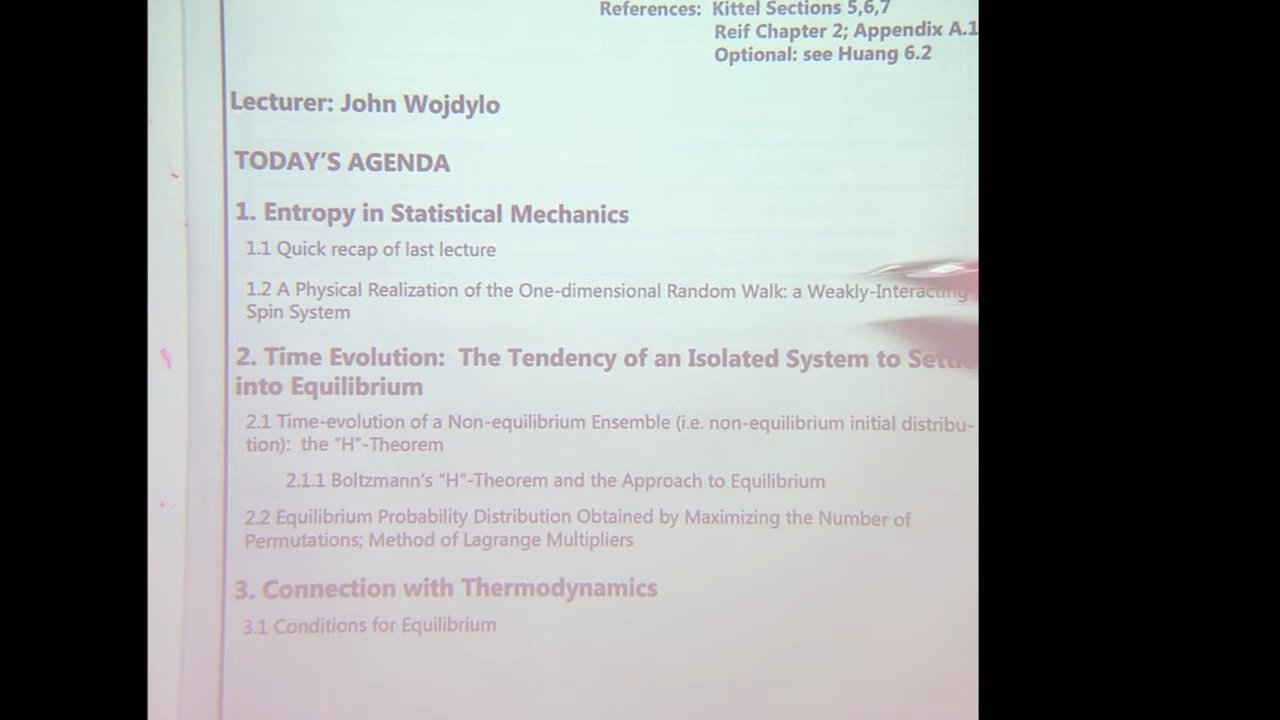 References: Kittel Sections 5,6,7
Reif Chapter 2; Appendix A.1
Optional: see Huang 6.2
Lecturer: John Wojdylo
TODAY'S AGENDA
1. Entropy in Statistical Mechanics
1.1 Quick recap of last lecture
1.2 A Physical Realization of the One-dimensional Random Walk: a Weakly-Interacting
Spin System
2. Time Evolution: The Tendency of an Isolated System to Settle
into Equilibrium
2.1 Time-evolution of a Non-equilibrium Ensemble (i.e. non-equilibrium initial distribu-
tion): the "H"-Theorem
2.1.1 Boltzmann's "H"-Theorem and the Approach to Equilibrium
2.2 Equilibrium Probability Distribution Obtained by Maximizing the Number of
Permutations; Method of Lagrange Multipliers
3. Connection with Thermodynamics
3.1 Conditions for Equilibrium